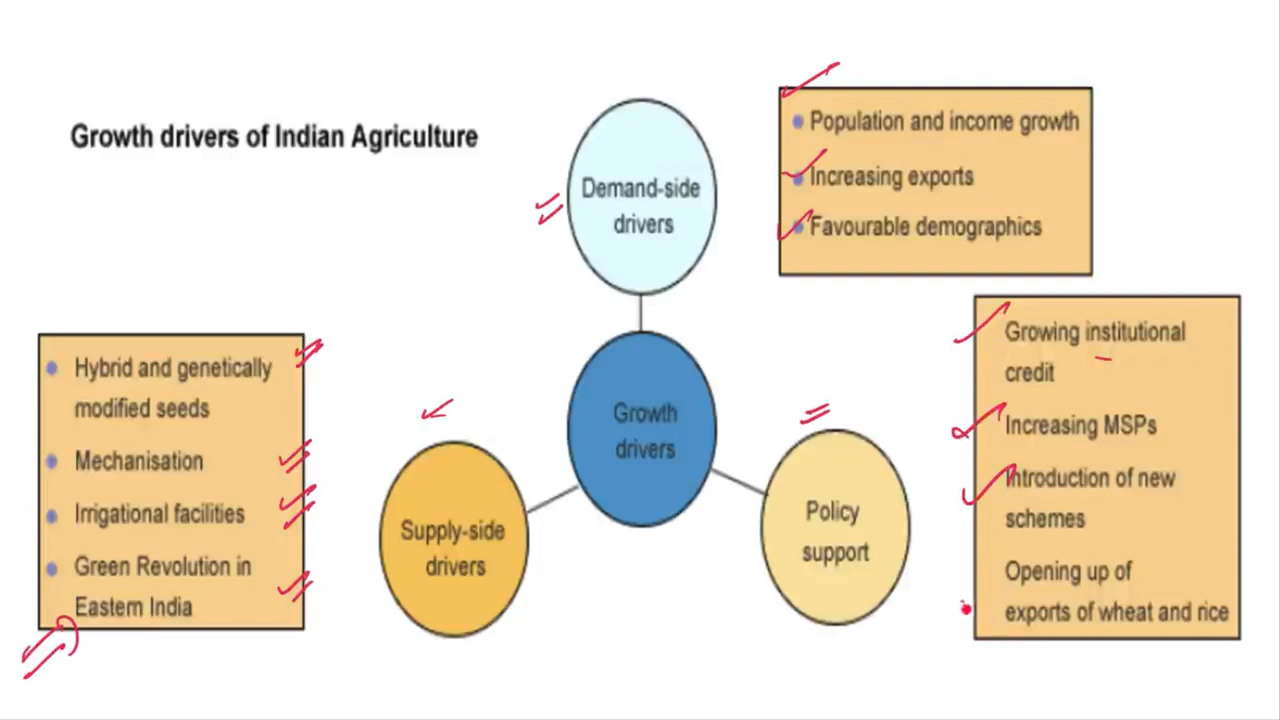 Growth drivers of Indian Agriculture
Demand-side
drivers
Population and income growth
Increasing exports
Favourable demographics
Growth
drivers
Supply-side
drivers
Hybrid and genetically
modified seeds
Mechanisation
Irrigational facilities
Green Revolution in
Eastern India
Policy
support
Growing institutional
credit
Increasing MSPs
Introduction of new
schemes
Opening up of
exports of wheat and rice